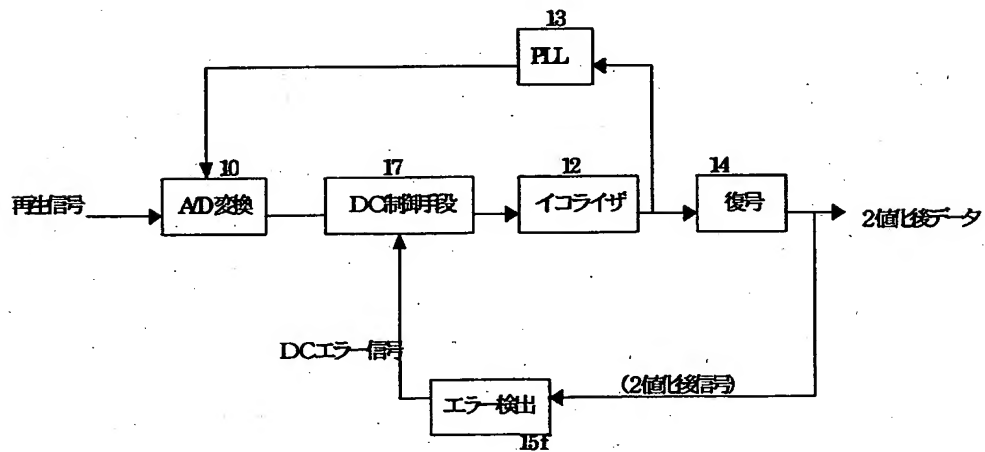 13
PLL
10
17
12
14
再生信号
A/D変換
DC制御手段
イコライザ
復号
2値化後データ
DCエラー信号
(2値化後信号)
エラー検出
15f